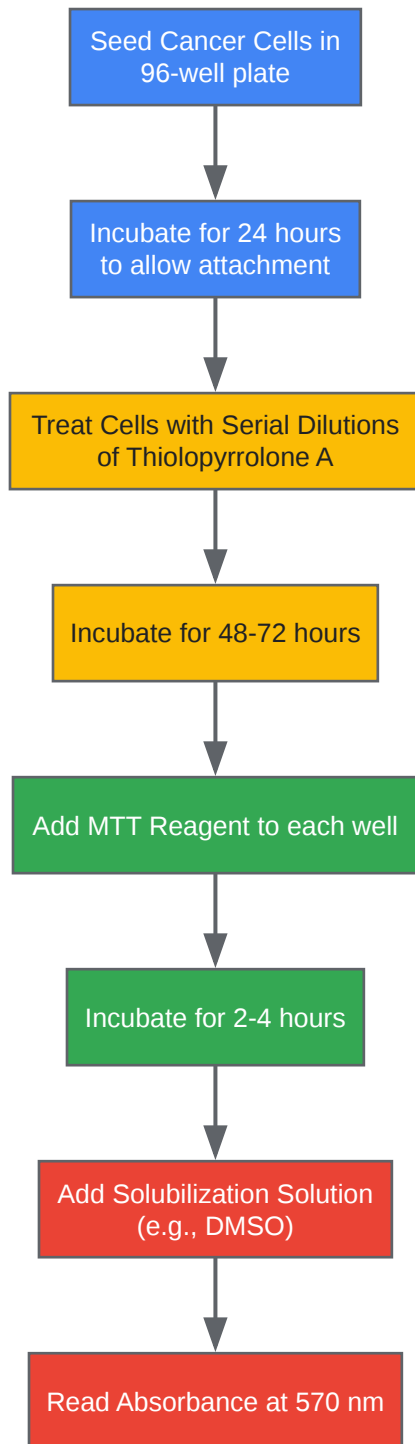 Seed Cancer Cells in
96-well plate
Incubate for 24 hours
to allow attachment
Treat Cells with Serial Dilutions
of Thiolopyrrolone A
Incubate for 48-72 hours
Add MTT Reagent to each well
Incubate for 2-4 hours
Add Solubilization Solution
(e.g., DMSO)
Read Absorbance at 570 nm